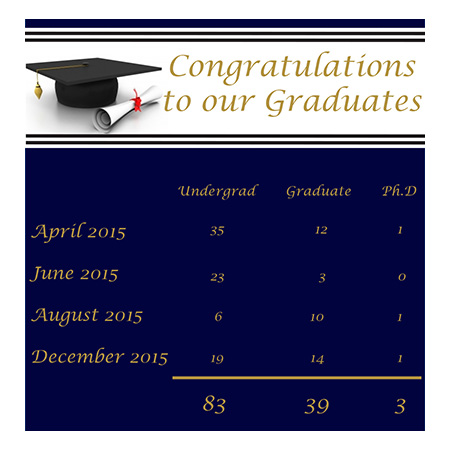 Congratulations
to our Graduates
Undergrad Graduate Ph.D
April 2015 35 12 1
June 2015 23 3 0
August 2015 6 10 1
December 2015 19 14 1
83 39 3